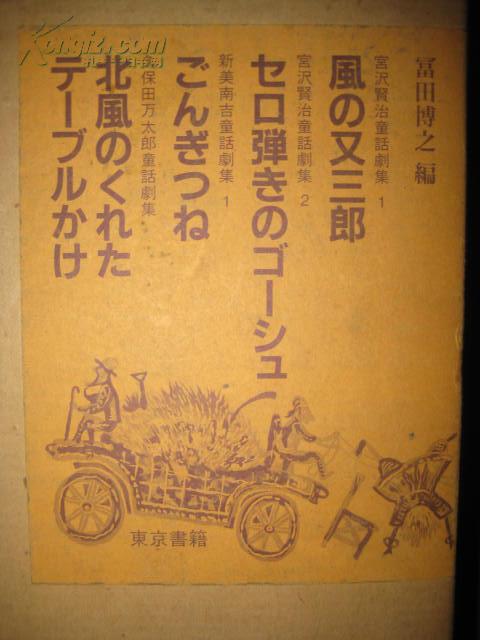 冨田博之編
宮沢賢治童話劇集 1
風の又三郎
宮沢賢治童話劇集 2
セロ弾きのゴーシュ
新美南吉童話劇集 1
ごんぎつね
保田万太郎童話劇集
北風のくれた
テーブルかけ
東京書籍
Kongfz.com